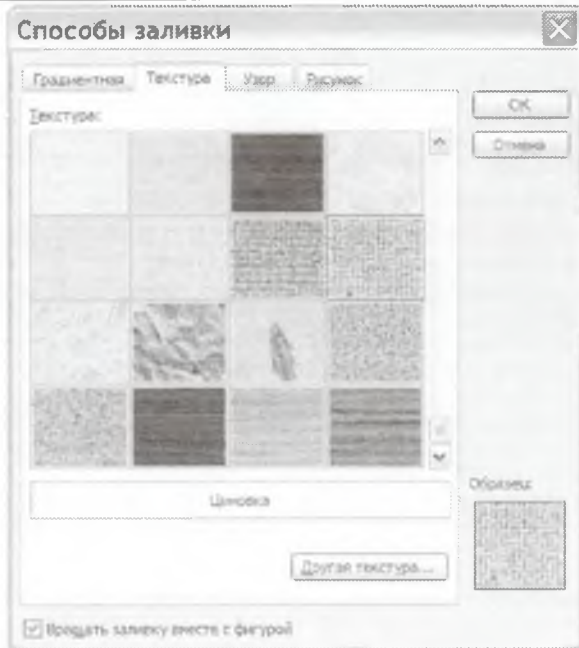 Способы заливки
Градиентная Текстура Узор Рисунок
Текстура:
ОК
Отмена
Циновка
Образец:
Другая текстура...
Вращать заливку вместе с фигурой